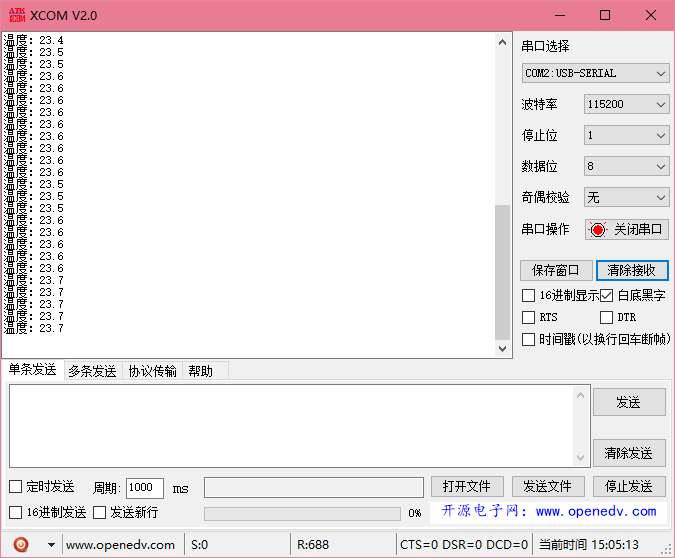 ATK XCOM XCOM V2.0
温度: 23.4
温度: 23.5
温度: 23.5
温度: 23.6
温度: 23.6
温度: 23.6
温度: 23.6
温度: 23.6
温度: 23.6
温度: 23.6
温度: 23.6
温度: 23.6
温度: 23.5
温度: 23.5
温度: 23.5
温度: 23.6
温度: 23.6
温度: 23.6
温度: 23.6
温度: 23.6
温度: 23.7
温度: 23.7
温度: 23.7
温度: 23.7
温度: 23.7
串口选择
COM2:USB-SERIAL
波特率 115200
停止位 1
数据位 8
奇偶校验 无
串口操作 关闭串口
保存窗口 清除接收
16进制显示 白底黑字
RTS DTR
时间戳(以换行回车断帧)
单条发送 多条发送 协议传输 帮助
发送
清除发送
定时发送 周期: 1000 ms 打开文件 发送文件 停止发送
16进制发送 发送新行 0% 开源电子网: www.openedv.com
www.openedv.com S:0 R:688 CTS=0 DSR=0 DCD=0 当前时间 15:05:13